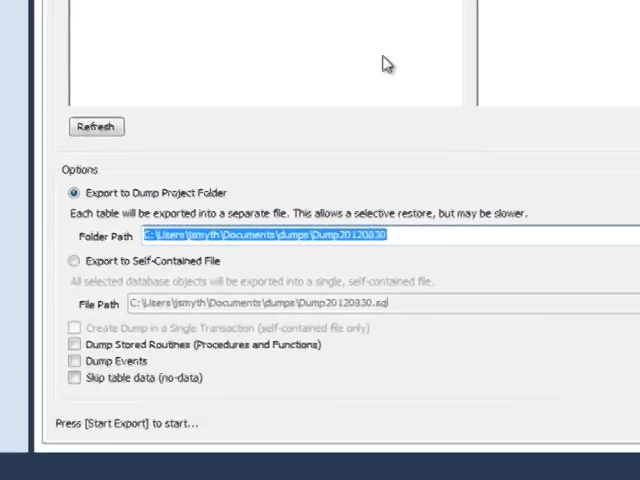 Refresh
Options
Export to Dump Project Folder
Each table will be exported into a separate file. This allows a selective restore, but may be slower.
Folder Path C:\Users\jsmyth\Documents\dumps\Dump20120830
Export to Self-Contained File
All selected database objects will be exported into a single, self-contained file.
File Path C:\Users\jsmyth\Documents\dumps\Dump20120830.sql
Create Dump in a Single Transaction (self-contained file only)
Dump Stored Routines (Procedures and Functions)
Dump Events
Skip table data (no-data)
Press [Start Export] to start...